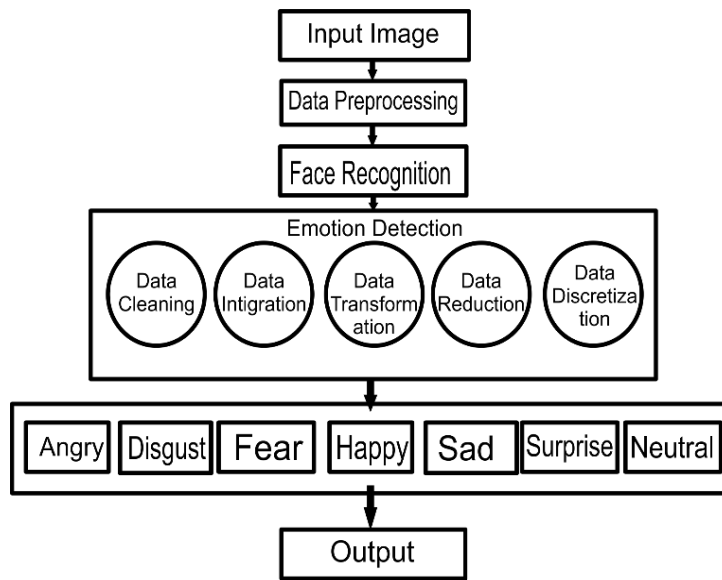 Input Image
Data Preprocessing
Face Recognition
Emotion Detection
Data
Cleaning
Data
Intigration
Data
Transform
ation
Data
Reduction
Data
Discretiza
tion
Angry
Disgust
Fear
Happy
Sad
Surprise
Neutral
Output